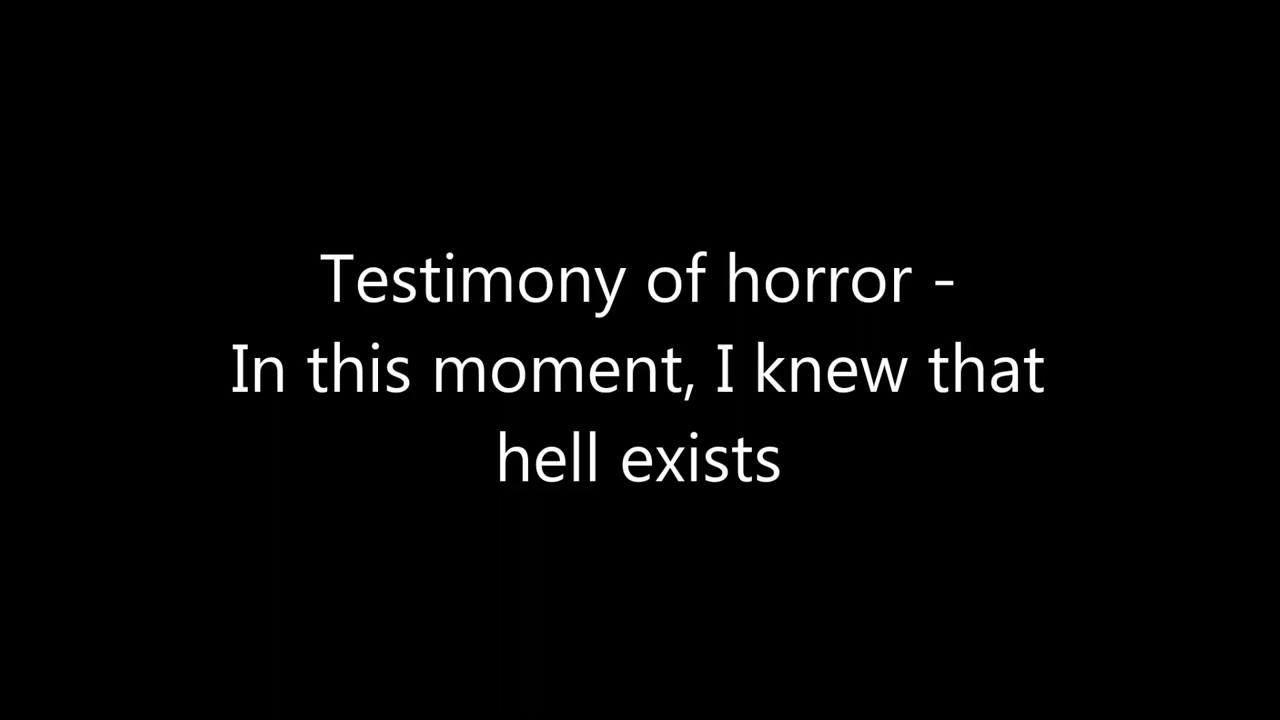 Testimony of horror -
In this moment, I knew that
hell exists